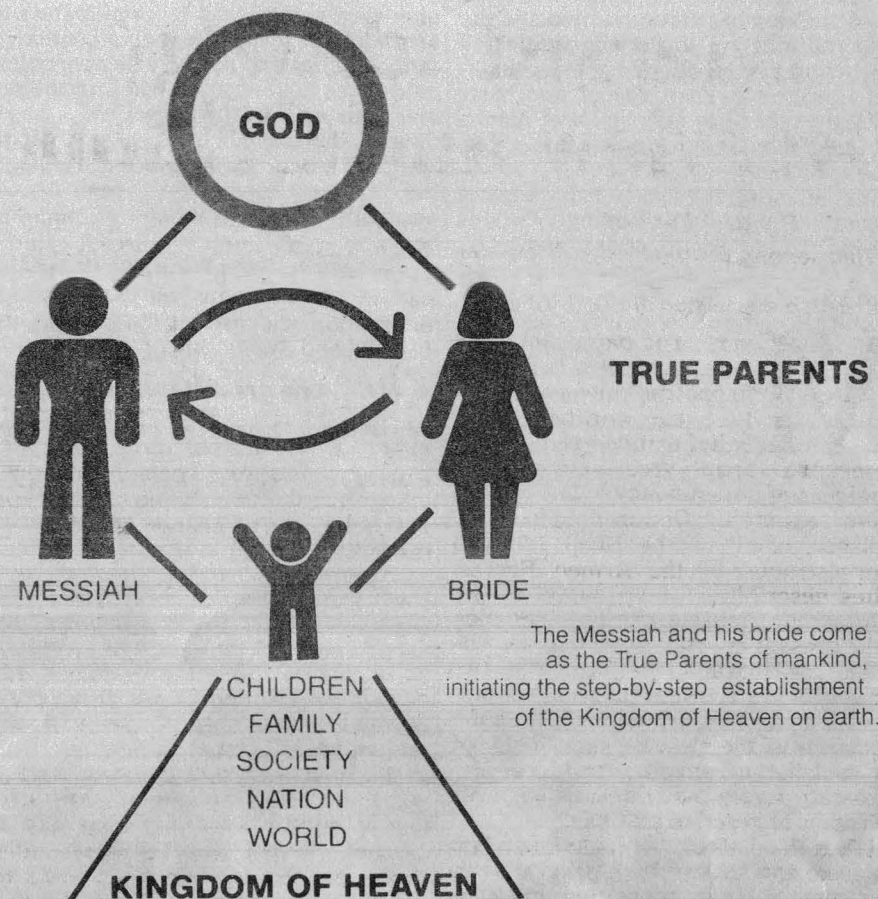 GOD
TRUE PARENTS
MESSIAH
BRIDE
The Messiah and his bride come
as the True Parents of mankind,
initiating the step-by-step establishment
of the Kingdom of Heaven on earth.
CHILDREN
FAMILY
SOCIETY
NATION
WORLD
KINGDOM OF HEAVEN